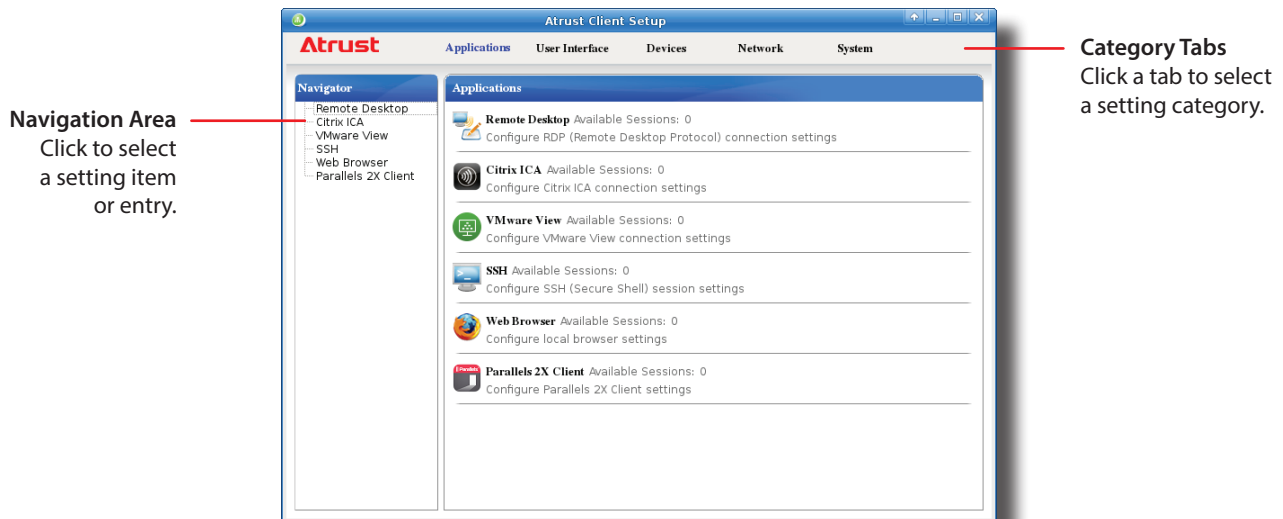 Atrust Client Setup
Atrust
Applications User Interface Devices Network System
Category Tabs
Click a tab to select
a setting category.
Navigation Area
Click to select
a setting item
or entry.
Navigator
Remote Desktop
Citrix ICA
VMware View
SSH
Web Browser
Parallels 2X Client
Applications
Remote Desktop Available Sessions: 0
Configure RDP (Remote Desktop Protocol) connection settings
Citrix ICA Available Sessions: 0
Configure Citrix ICA connection settings
VMware View Available Sessions: 0
Configure VMware View connection settings
SSH Available Sessions: 0
Configure SSH (Secure Shell) session settings
Web Browser Available Sessions: 0
Configure local browser settings
Parallels 2X Client Available Sessions: 0
Configure Parallels 2X Client settings